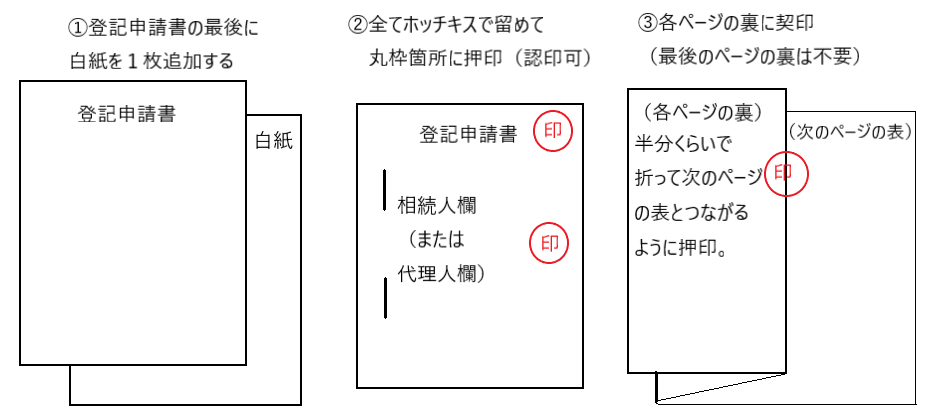 ①登記申請書の最後に
白紙を1枚追加する
登記申請書
白紙
②全てホッチキスで留めて
丸枠箇所に押印（認印可）
登記申請書
印
相続人欄
（または
代理人欄）
印
③各ページの裏に契印
（最後のページの裏は不要）
（各ページの裏）
半分くらいで
折って次のページ
の表とつながる
ように押印。
印
（次のページの表）